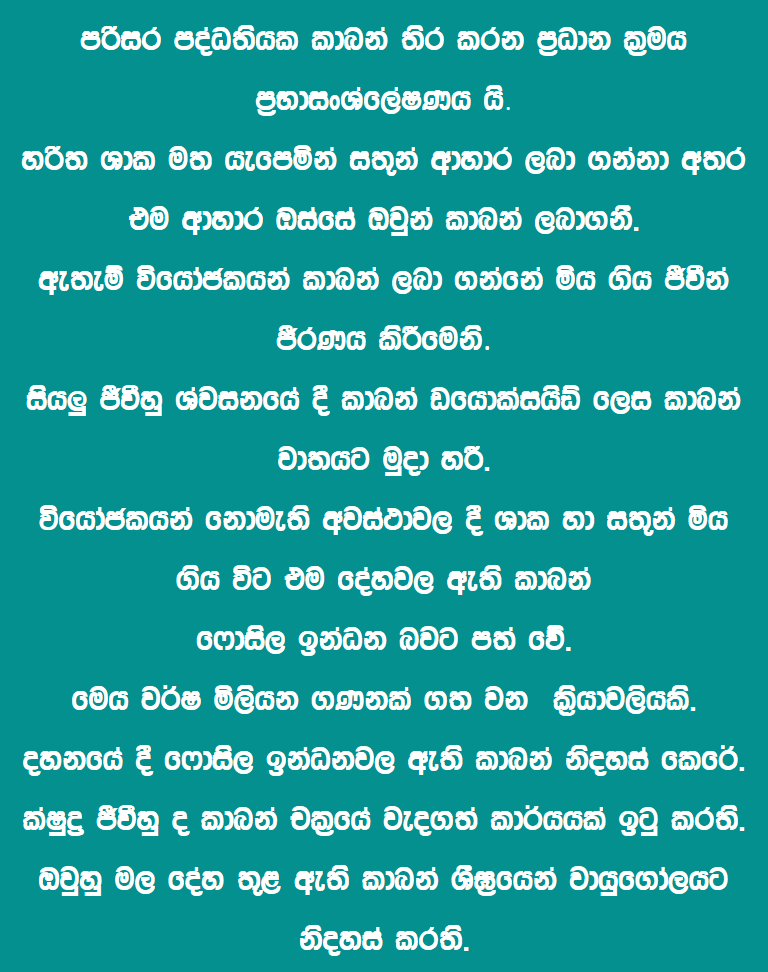 පරිසර පද්ධතියක කාබන් තිර කරන ප්‍රධාන ක්‍රමය
ප්‍රභාසංශ්ලේෂණය යි.
හරිත ශාක මත යැපෙමින් සතුන් ආහාර ලබා ගන්නා අතර
එම ආහාර ඔස්සේ ඔවුන් කාබන් ලබාගනී.
ඇතැම් වියෝජකයන් කාබන් ලබා ගන්නේ මිය ගිය ජීවීන්
ජීරණය කිරීමෙනි.
සියලු ජීවීහු ශ්වසනයේ දී කාබන් ඩයොක්සයිඩ් ලෙස කාබන්
වාතයට මුදා හරී.
වියෝජකයන් නොමැති අවස්ථාවල දී ශාක හා සතුන් මිය
ගිය විට එම දේහවල ඇති කාබන්
ෆොසිල ඉන්ධන බවට පත් වේ.
මෙය වර්ෂ මිලියන ගණනක් ගත වන  ක්‍රියාවලියකි.
දහනයේ දී ෆොසිල ඉන්ධනවල ඇති කාබන් නිදහස් කෙරේ.
ක්ෂුද්‍ර ජීවීහු ද කාබන් චක්‍රයේ වැදගත් කාර්යයක් ඉටු කරති.
ඔවුහු මල දේහ තුළ ඇති කාබන් ශීඝ්‍රයෙන් වායුගෝලයට
නිදහස් කරති.